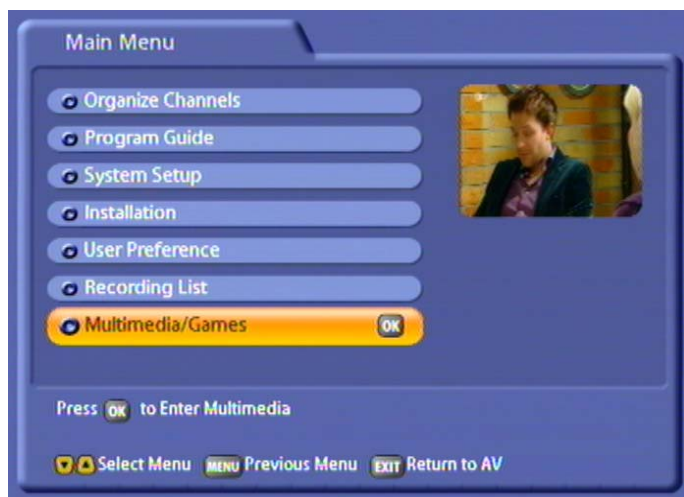 Main Menu
Organize Channels
Program Guide
System Setup
Installation
User Preference
Recording List
Multimedia/Games OK
Press OK to Enter Multimedia
Select Menu MENU Previous Menu EXIT Return to AV